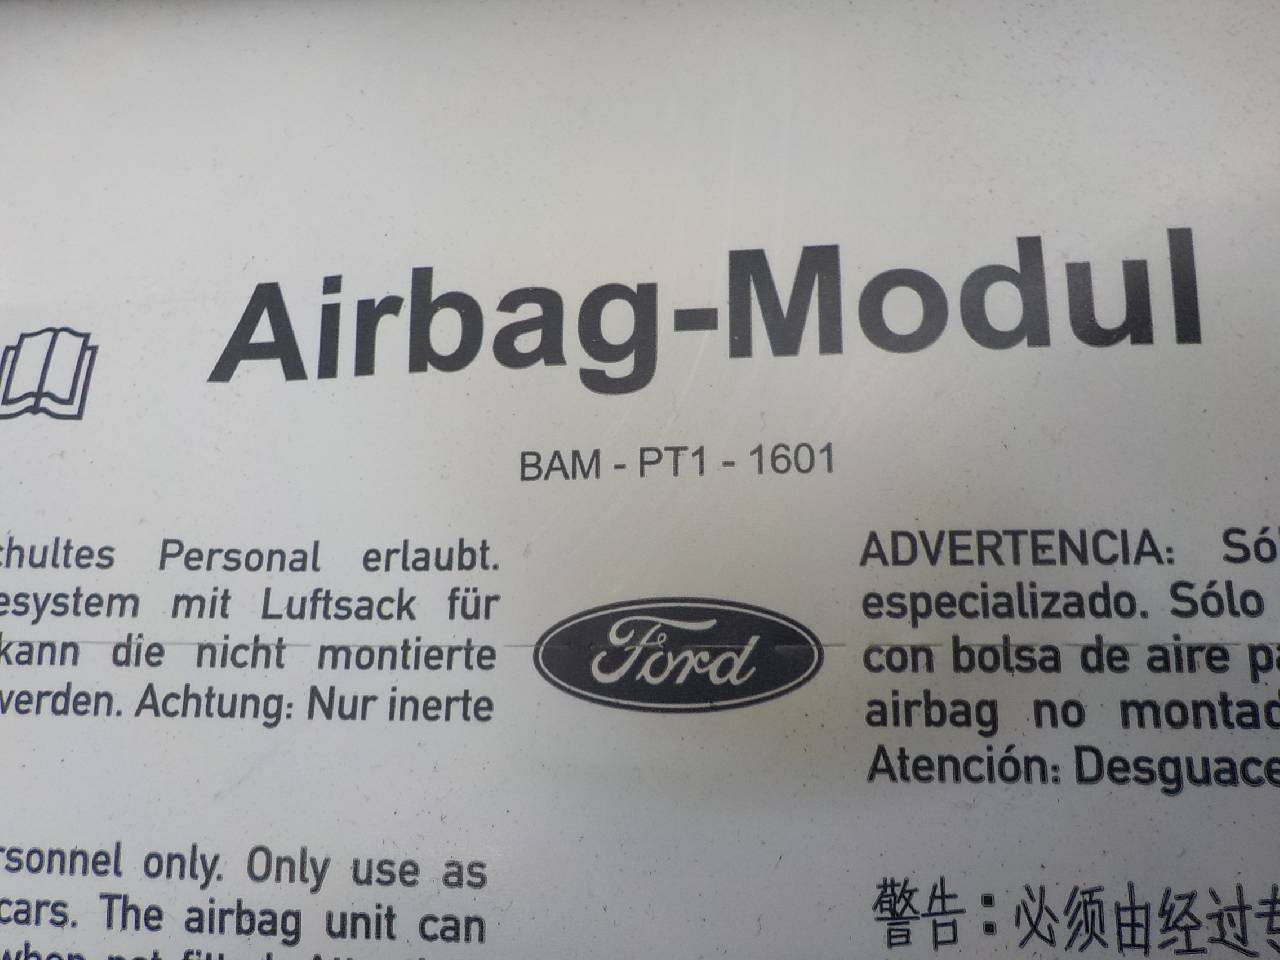 Airbag-Modul
BAM - PT1 - 1601
Personal erlaubt.
mit Luftsack für
kann die nicht montierte
werden. Achtung: Nur inerte
Ford
ADVERTENCIA:
especializado. Sólo
con bolsa de aire
airbag no
Atención:
only. Only use as
cars. The airbag unit can
警告：必须由经过